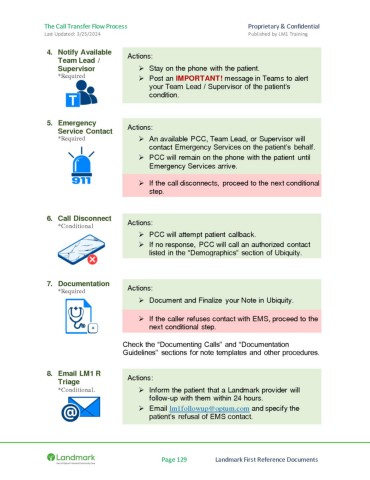 The Call Transfer Flow Process
Proprietary & Confidential
Last Updated: 3/25/2024
Published by LM1 Training
4. Notify Available
Team Lead /
Supervisor
*Required
T
Actions:
➢ Stay on the phone with the patient.
➢ Post an IMPORTANT! message in Teams to alert
your Team Lead / Supervisor of the patient's
condition.
5. Emergency
Service Contact
*Required
911
Actions:
➢ An available PCC, Team Lead, or Supervisor will
contact Emergency Services on the patient's behalf.
➢ PCC will remain on the phone with the patient until
Emergency Services arrive.
➢ If the call disconnects, proceed to the next conditional
step.
6. Call Disconnect
*Conditional
Actions:
➢ PCC will attempt patient callback.
➢ If no response, PCC will call an authorized contact
listed in the "Demographics" section of Ubiquity.
7. Documentation
*Required
Actions:
➢ Document and Finalize your Note in Ubiquity.
➢ If the caller refuses contact with EMS, proceed to the
next conditional step.
Check the "Documenting Calls" and "Documentation
Guidelines" sections for note templates and other procedures.
8. Email LM1 R
Triage
*Conditional.
@
Actions:
➢ Inform the patient that a Landmark provider will
follow-up with them within 24 hours.
➢ Email lm1followup@optum.com and specify the
patient's refusal of EMS contact.
Landmark
Page 129
Landmark First Reference Documents